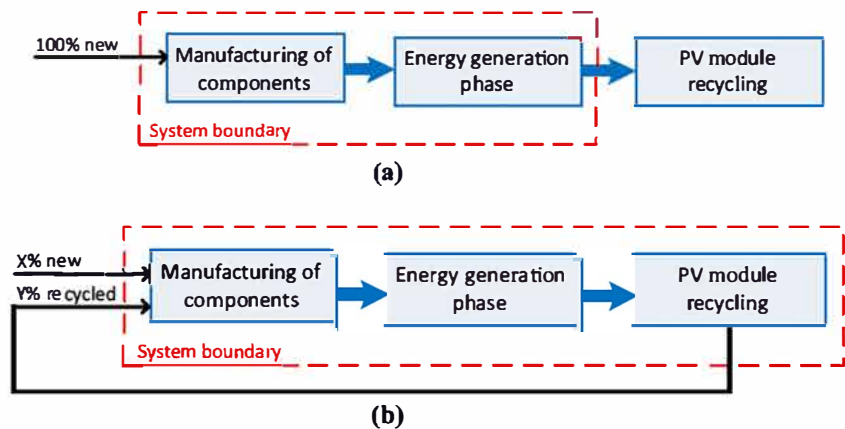 100% new
Manufacturing of
components
Energy generation
phase
PV module
recycling
System boundary
(a)
X% new
Y% recycled
Manufacturing of
components
Energy generation
phase
PV module
recycling
System boundary
(b)